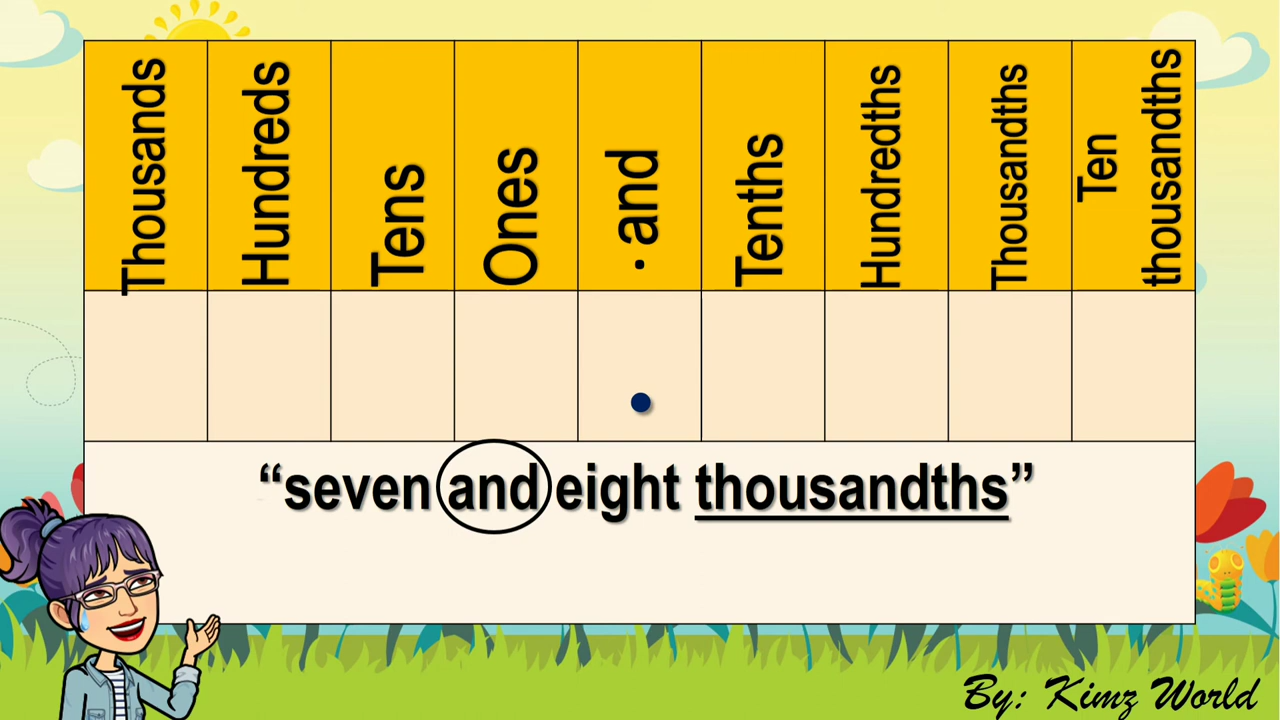 Thousands
Hundreds
Tens
Ones
. and
Tenths
Hundredths
Thousandths
Ten
thousandths
.
“seven and eight thousandths”
By: Kimz World